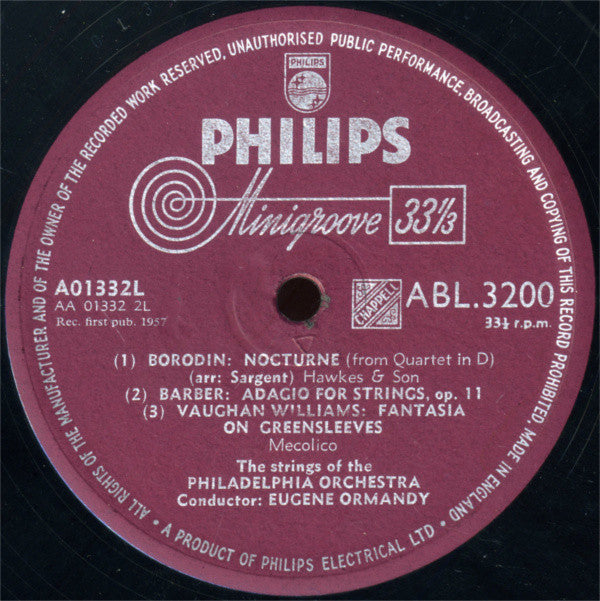 ALL RIGHTS OF THE MANUFACTURER AND OF THE OWNER OF THE RECORDED WORK RESERVED, UNAUTHORISED PUBLIC PERFORMANCE, BROADCASTING AND COPYING OF THIS RECORD PROHIBITED. MADE IN ENGLAND
PHILIPS
PHILIPS
Minigroove 33 1/3
A01332L
AA 01332 2L
Rec. first pub. 1957
CHAPPELL
ABL.3200
33⅓ r.p.m.
(1) BORODIN: NOCTURNE (from Quartet in D)
(arr: Sargent) Hawkes & Son
(2) BARBER: ADAGIO FOR STRINGS, op. 11
(3) VAUGHAN WILLIAMS: FANTASIA
ON GREENSLEEVES
Mecolico
The strings of the
PHILADELPHIA ORCHESTRA
Conductor: EUGENE ORMANDY
• A PRODUCT OF PHILIPS ELECTRICAL LTD •